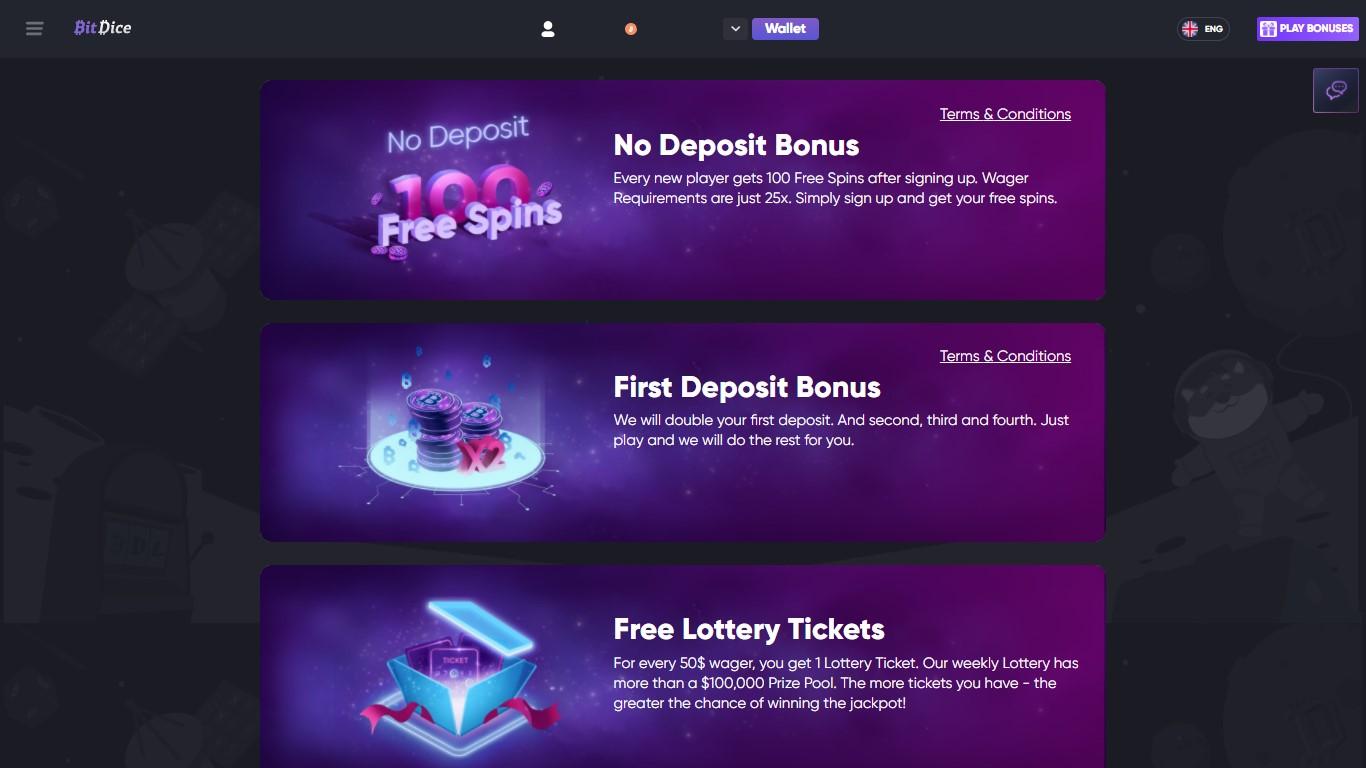 BitDice
Wallet
ENG
PLAY BONUSES
No Deposit
100
Free Spins
Terms & Conditions
No Deposit Bonus
Every new player gets 100 Free Spins after signing up. Wager
Requirements are just 25x. Simply sign up and get your free spins.
X2
Terms & Conditions
First Deposit Bonus
We will double your first deposit. And second, third and fourth. Just
play and we will do the rest for you.
TICKET
Free Lottery Tickets
For every 50$ wager, you get 1 Lottery Ticket. Our weekly Lottery has
more than a $100,000 Prize Pool. The more tickets you have - the
greater the chance of winning the jackpot!